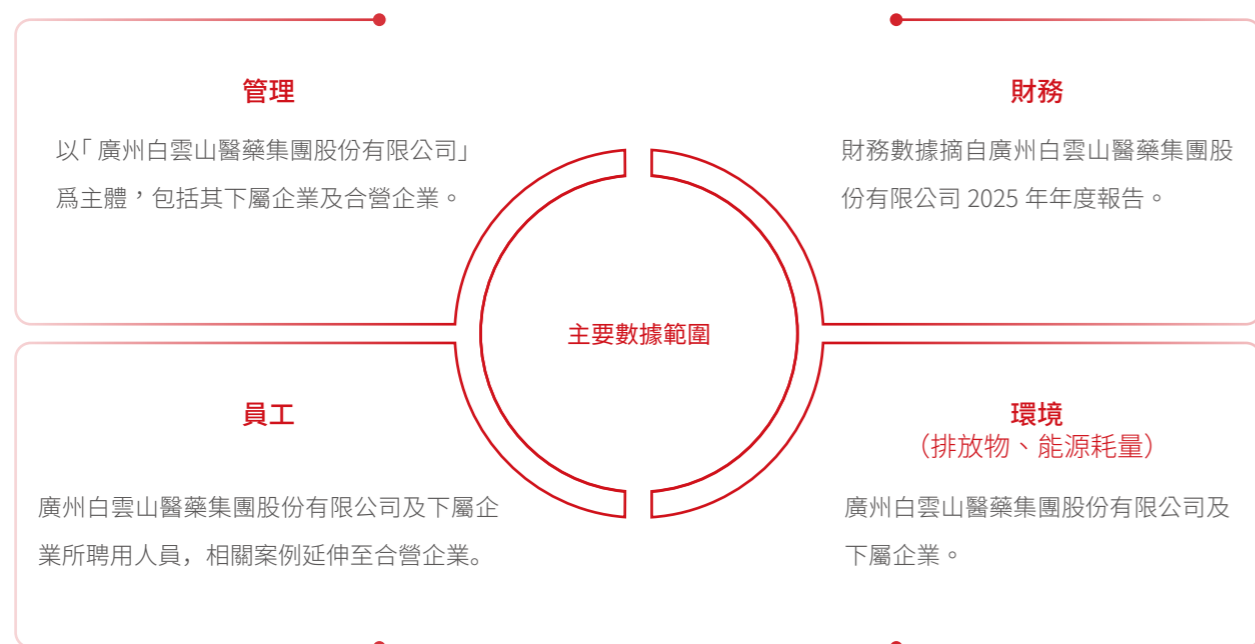 管理
以「廣州白雲山醫藥集團股份有限公司」
爲主體，包括其下屬企業及合營企業。
財務
財務數據摘自廣州白雲山醫藥集團股
份有限公司 2025 年年度報告。
主要數據範圍
員工
廣州白雲山醫藥集團股份有限公司及下屬企
業所聘用人員，相關案例延伸至合營企業。
環境
（排放物、能源耗量）
廣州白雲山醫藥集團股份有限公司及
下屬企業。